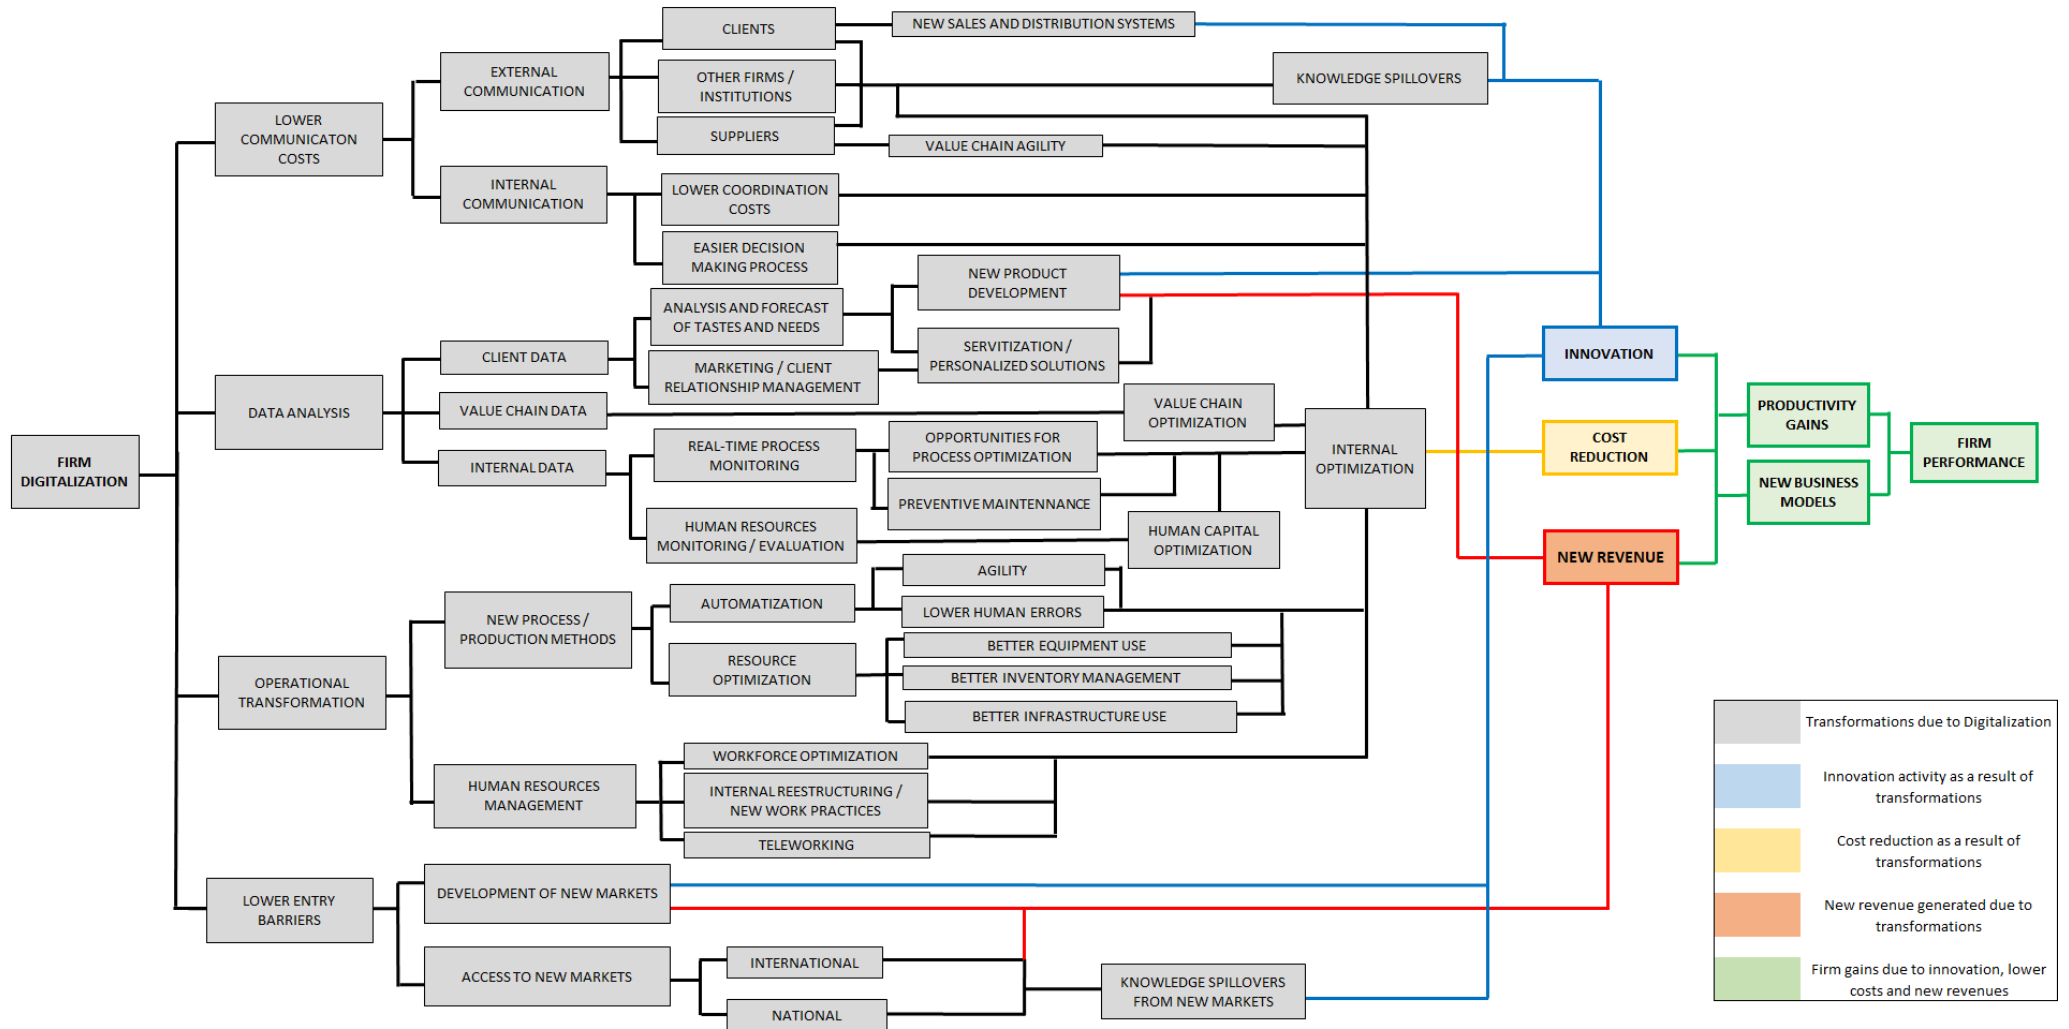 FIRM
DIGITALIZATION
LOWER
COMMUNICATON
COSTS
DATA ANALYSIS
OPERATIONAL
TRANSFORMATION
LOWER ENTRY
BARRIERS
EXTERNAL
COMMUNICATION
INTERNAL
COMMUNICATION
CLIENT DATA
VALUE CHAIN DATA
INTERNAL DATA
NEW PROCESS /
PRODUCTION METHODS
HUMAN RESOURCES
MANAGEMENT
DEVELOPMENT OF NEW MARKETS
ACCESS TO NEW MARKETS
CLIENTS
OTHER FIRMS /
INSTITUTIONS
SUPPLIERS
LOWER COORDINATION
COSTS
EASIER DECISION
MAKING PROCESS
ANALYSIS AND FORECAST
OF TASTES AND NEEDS
MARKETING / CLIENT
RELATIONSHIP MANAGEMENT
REAL-TIME PROCESS
MONITORING
HUMAN RESOURCES
MONITORING / EVALUATION
AUTOMATIZATION
RESOURCE
OPTIMIZATION
WORKFORCE OPTIMIZATION
INTERNAL REESTRUCTURING /
NEW WORK PRACTICES
TELEWORKING
INTERNATIONAL
NATIONAL
NEW SALES AND DISTRIBUTION SYSTEMS
VALUE CHAIN AGILITY
NEW PRODUCT
DEVELOPMENT
SERVITIZATION /
PERSONALIZED SOLUTIONS
OPPORTUNITIES FOR
PROCESS OPTIMIZATION
PREVENTIVE MAINTENNANCE
AGILITY
LOWER HUMAN ERRORS
BETTER EQUIPMENT USE
BETTER INVENTORY MANAGEMENT
BETTER INFRASTRUCTURE USE
KNOWLEDGE SPILLOVERS
VALUE CHAIN
OPTIMIZATION
HUMAN CAPITAL
OPTIMIZATION
KNOWLEDGE SPILLOVERS
FROM NEW MARKETS
INTERNAL
OPTIMIZATION
INNOVATION
COST
REDUCTION
NEW REVENUE
PRODUCTIVITY
GAINS
NEW BUSINESS
MODELS
FIRM
PERFORMANCE
Transformations due to Digitalization
Innovation activity as a result of
transformations
Cost reduction as a result of
transformations
New revenue generated due to
transformations
Firm gains due to innovation, lower
costs and new revenues